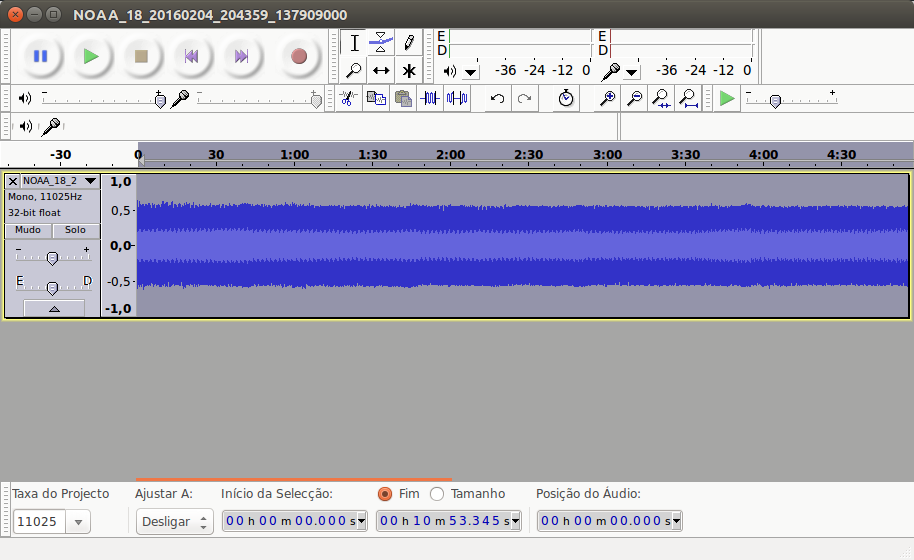 NOAA_18_20160204_204359_137909000
E E
D D
-36 -24 -12 0 -36 -24 -12 0
-30 0 30 1:00 1:30 2:00 2:30 3:00 3:30 4:00 4:30
NOAA_18_2
Mono, 11025Hz
32-bit float
Mudo Solo
- +
E D
1,0
0,5-
0,0-
-0,5-
-1,0
Taxa do Projecto Ajustar A: Início da Selecção: Fim Tamanho Posição do Áudio:
11025 Desligar 00 h 00 m 00.000 s 00 h 10 m 53.345 s 00 h 00 m 00.000 s